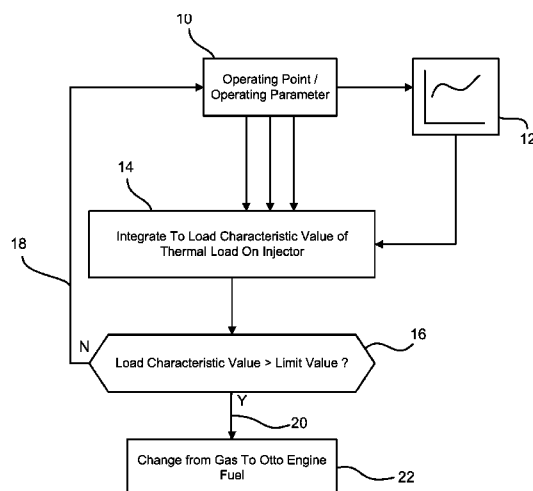 10
Operating Point /
Operating Parameter
12
14
Integrate To Load Characteristic Value of
Thermal Load On Injector
18
N
Load Characteristic Value > Limit Value ?
16
Y
20
Change from Gas To Otto Engine
Fuel
22